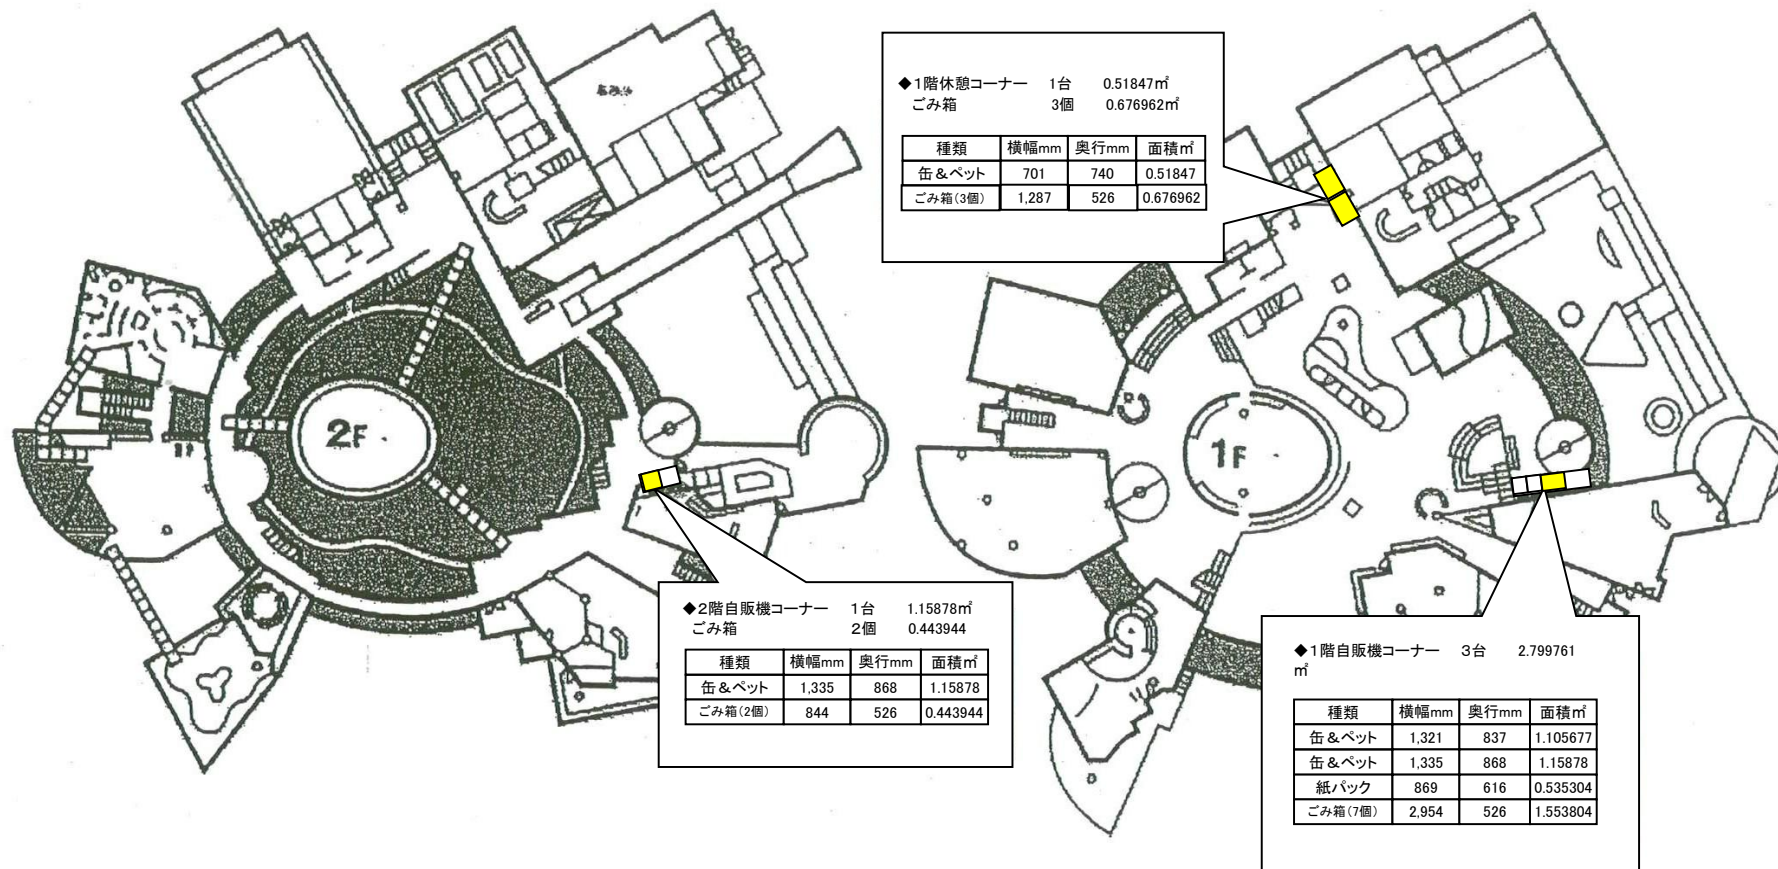 ◆1階休憩コーナー 1台 0.51847㎡
ごみ箱 3個 0.676962㎡
種類 横幅mm 奥行mm 面積㎡
缶&ペット 701 740 0.51847
ごみ箱(3個) 1,287 526 0.676962
2F
1F
◆2階自販機コーナー 1台 1.15878㎡
ごみ箱 2個 0.443944
種類 横幅mm 奥行mm 面積㎡
缶&ペット 1,335 868 1.15878
ごみ箱(2個) 844 526 0.443944
◆1階自販機コーナー 3台 2.799761
㎡
種類 横幅mm 奥行mm 面積㎡
缶&ペット 1,321 837 1.105677
缶&ペット 1,335 868 1.15878
紙パック 869 616 0.535304
ごみ箱(7個) 2,954 526 1.553804